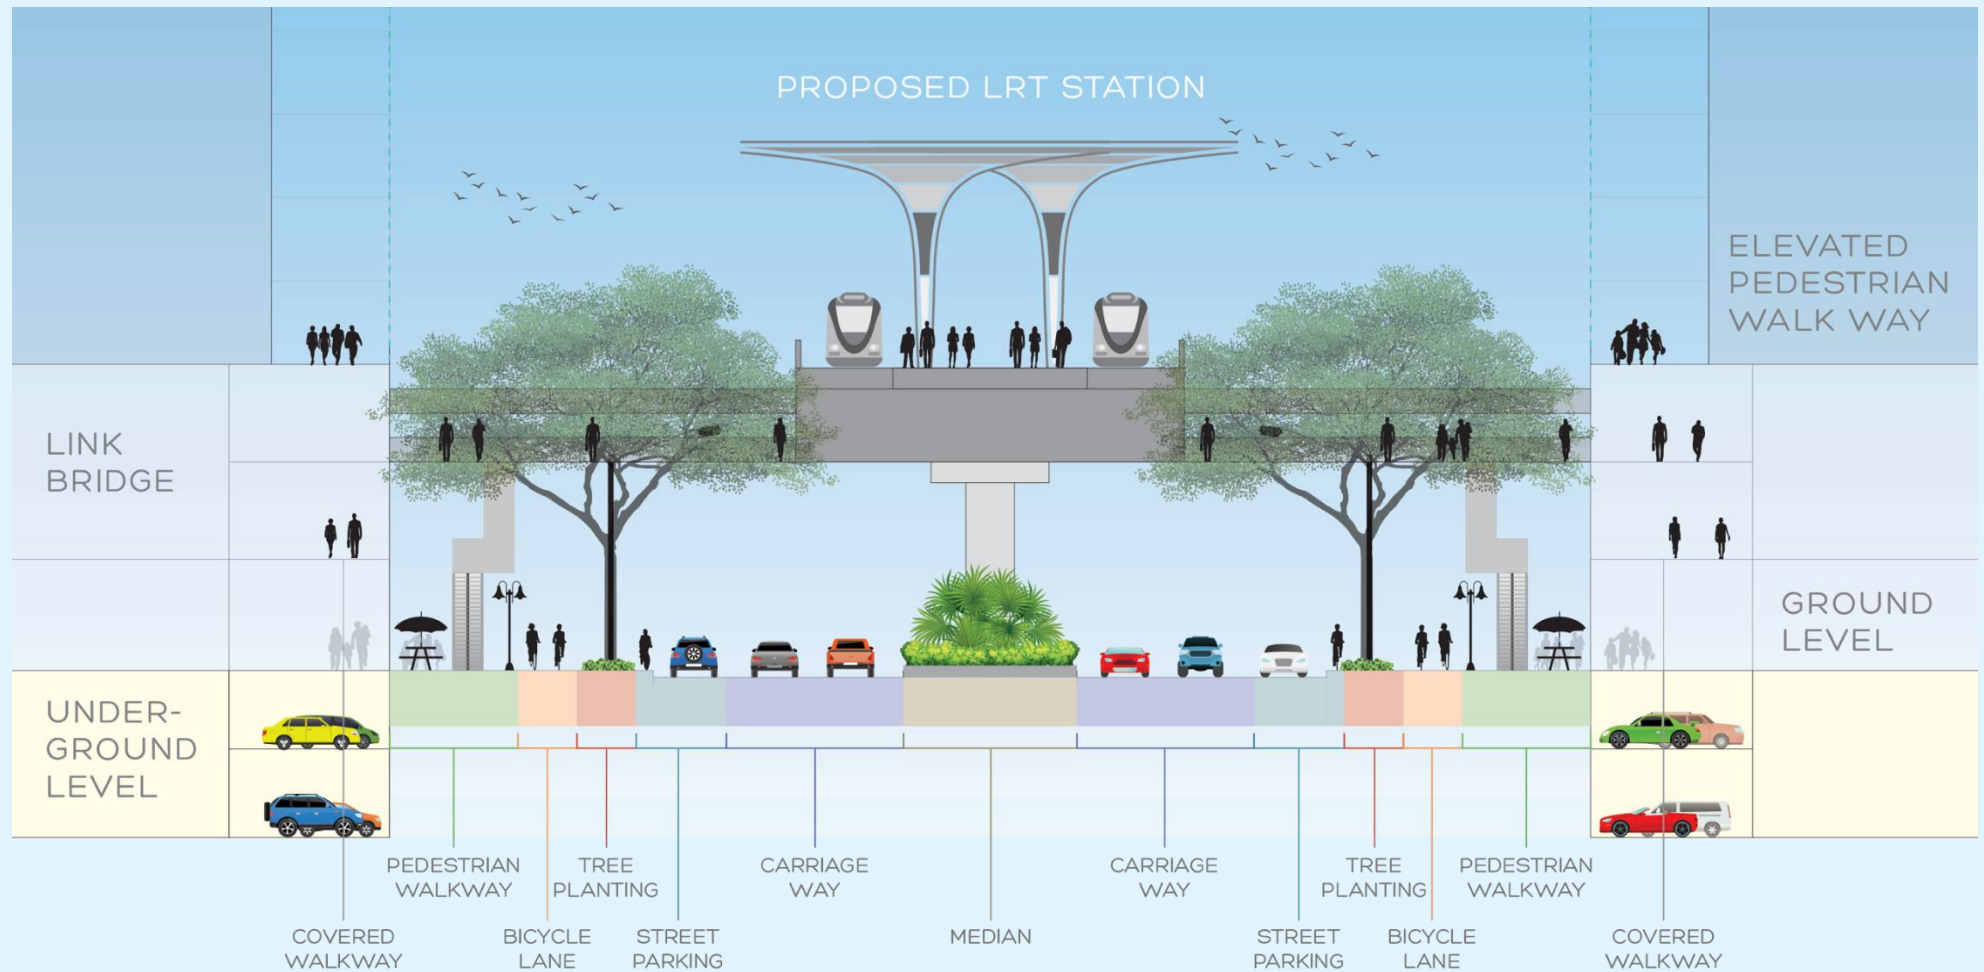 PROPOSED LRT STATION
ELEVATED
PEDESTRIAN
WALK WAY
LINK
BRIDGE
GROUND
LEVEL
UNDER-
GROUND
LEVEL
PEDESTRIAN
WALKWAY
TREE
PLANTING
CARRIAGE
WAY
CARRIAGE
WAY
TREE
PLANTING
PEDESTRIAN
WALKWAY
COVERED
WALKWAY
BICYCLE
LANE
STREET
PARKING
MEDIAN
STREET
PARKING
BICYCLE
LANE
COVERED
WALKWAY